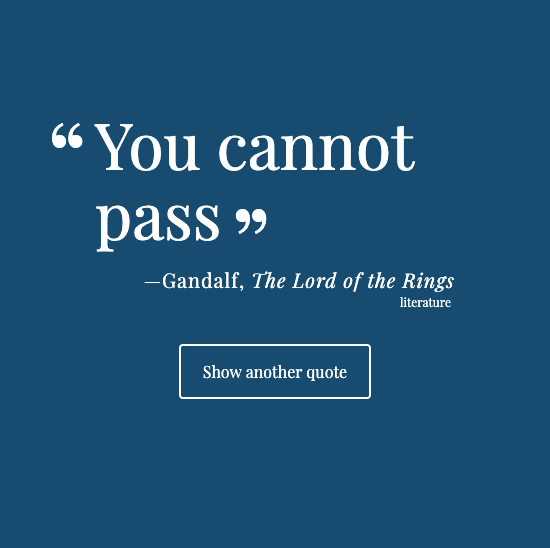 “ You cannot
pass ”
—Gandalf, The Lord of the Rings
literature
Show another quote